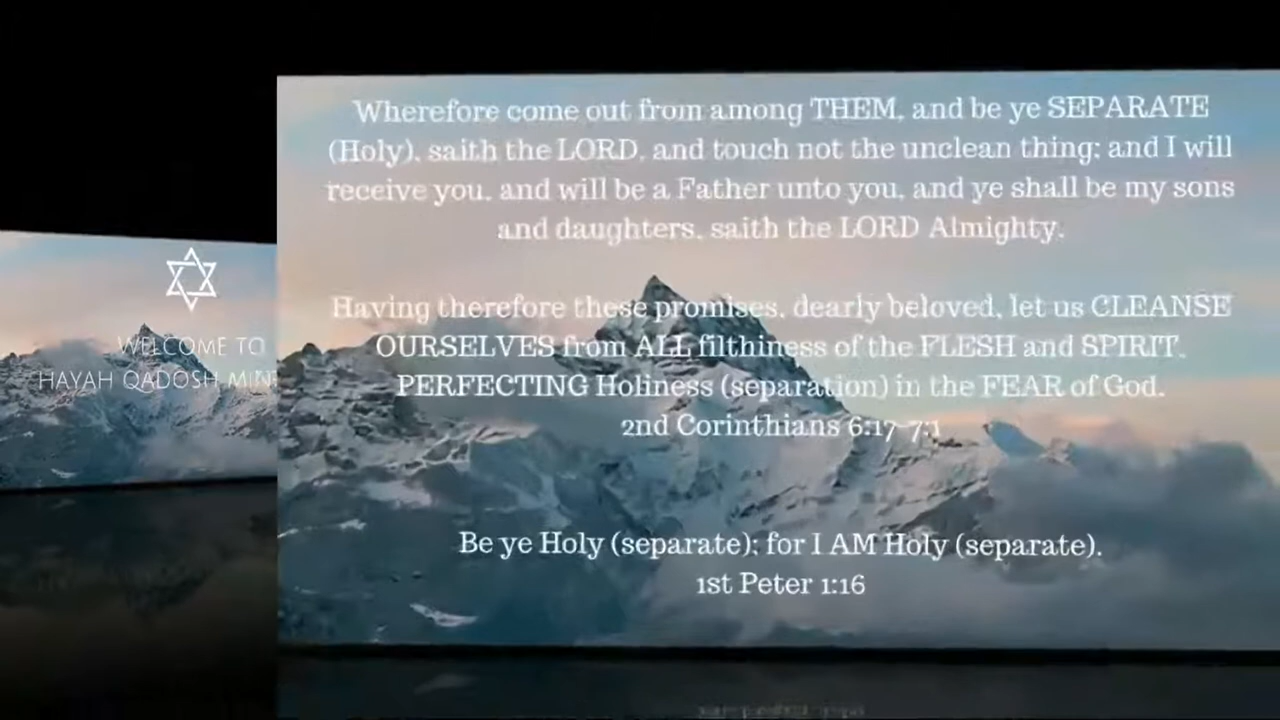 WELCOME TO
HAYAH QADOSH MIN
Wherefore come out from among THEM, and be ye SEPARATE
(Holy), saith the LORD, and touch not the unclean thing; and I will
receive you, and will be a Father unto you, and ye shall be my sons
and daughters, saith the LORD Almighty.
Having therefore these promises, dearly beloved, let us CLEANSE
OURSELVES from ALL filthiness of the FLESH and SPIRIT,
PERFECTING Holiness (separation) in the FEAR of God.
2nd Corinthians 6:17-7:1
Be ye Holy (separate); for I AM Holy (separate).
1st Peter 1:16